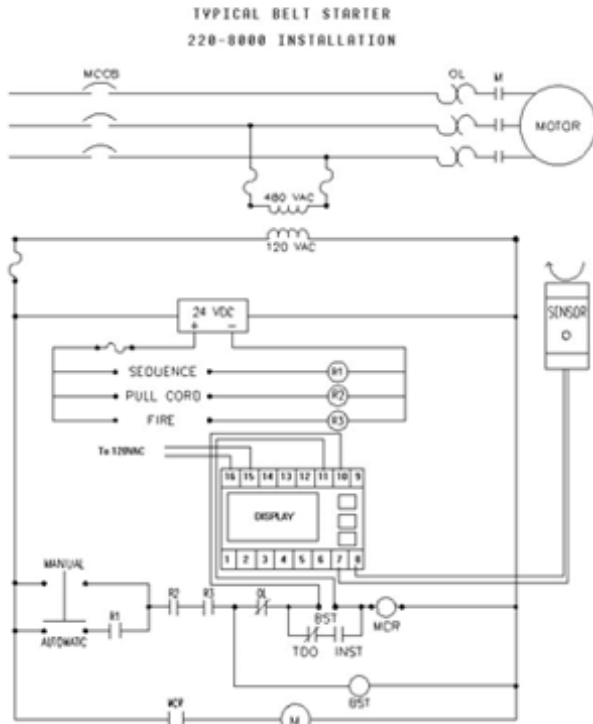 TYPICAL BELT STARTER
220-8000 INSTALLATION
MCOB OL M
MOTOR
480 VAC
120 VAC
24 VDC
+ −
SENSOR
SEQUENCE R1
PULL CORD R2
FIRE R3
To 120VAC
16 15 14 13 12 11 10 9
DISPLAY
1 2 3 4 5 6 7 8
MANUAL
R1 R2 R3 OL
AUTOMATIC
BST
MCR
TDO INST
BST
MCR
M